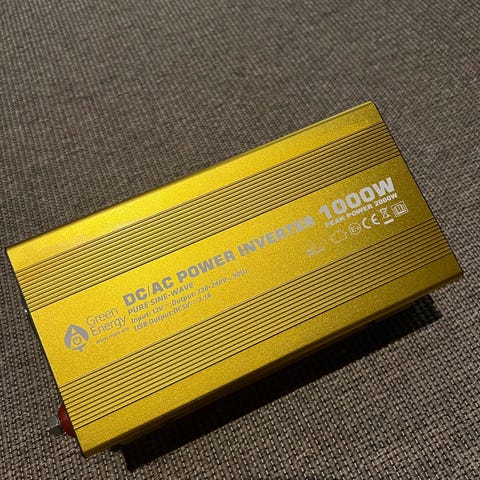 Green
Energy
DC/AC POWER INVERTER 1000W
PEAK POWER 2000W
PURE SINE-WAVE
Input: 12V Output: 220-240V~ 50Hz
USB Output: DC5V 2.1A
CE